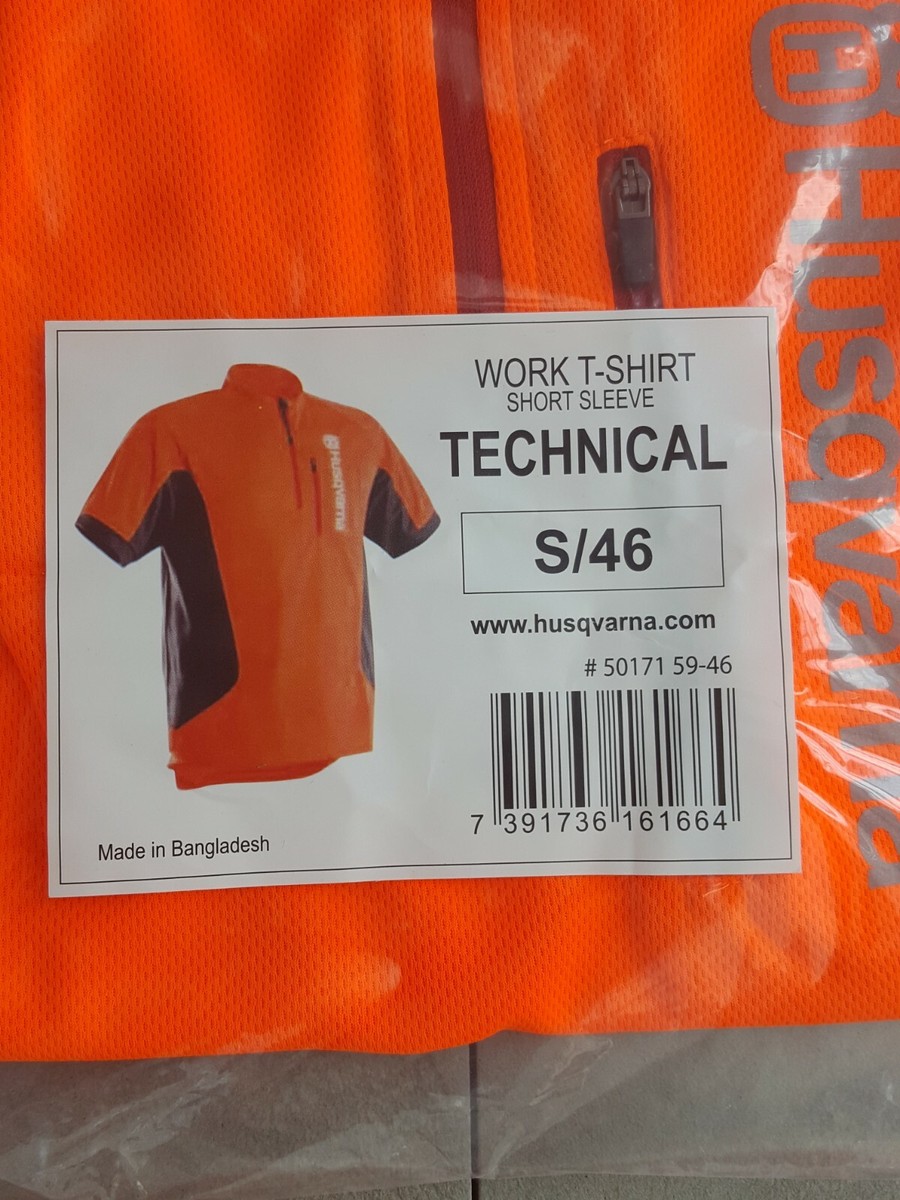 Husqvarna
WORK T-SHIRT
SHORT SLEEVE
TECHNICAL
S/46
www.husqvarna.com
# 50171 59-46
7 391736 161664
Husqvarna
Made in Bangladesh